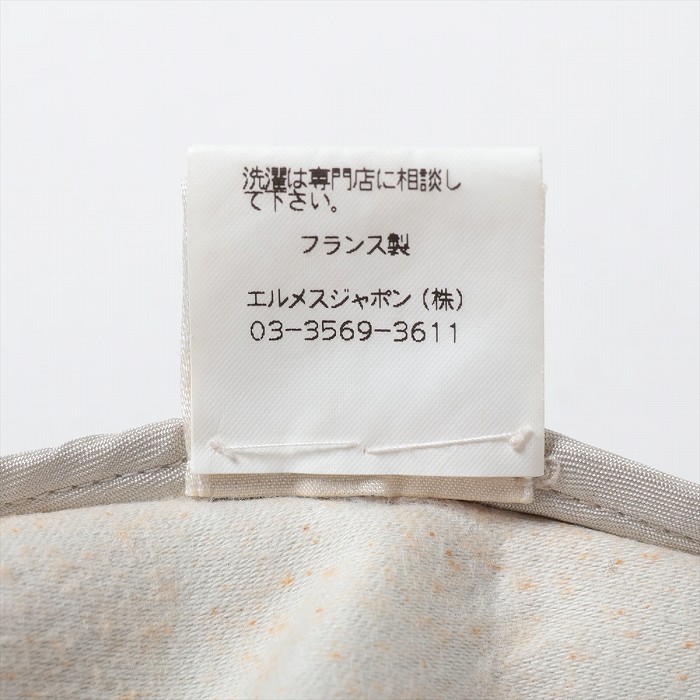 洗濯は専門店に相談し
て下さい。
フランス製
エルメスジャポン（株）
03-3569-3611